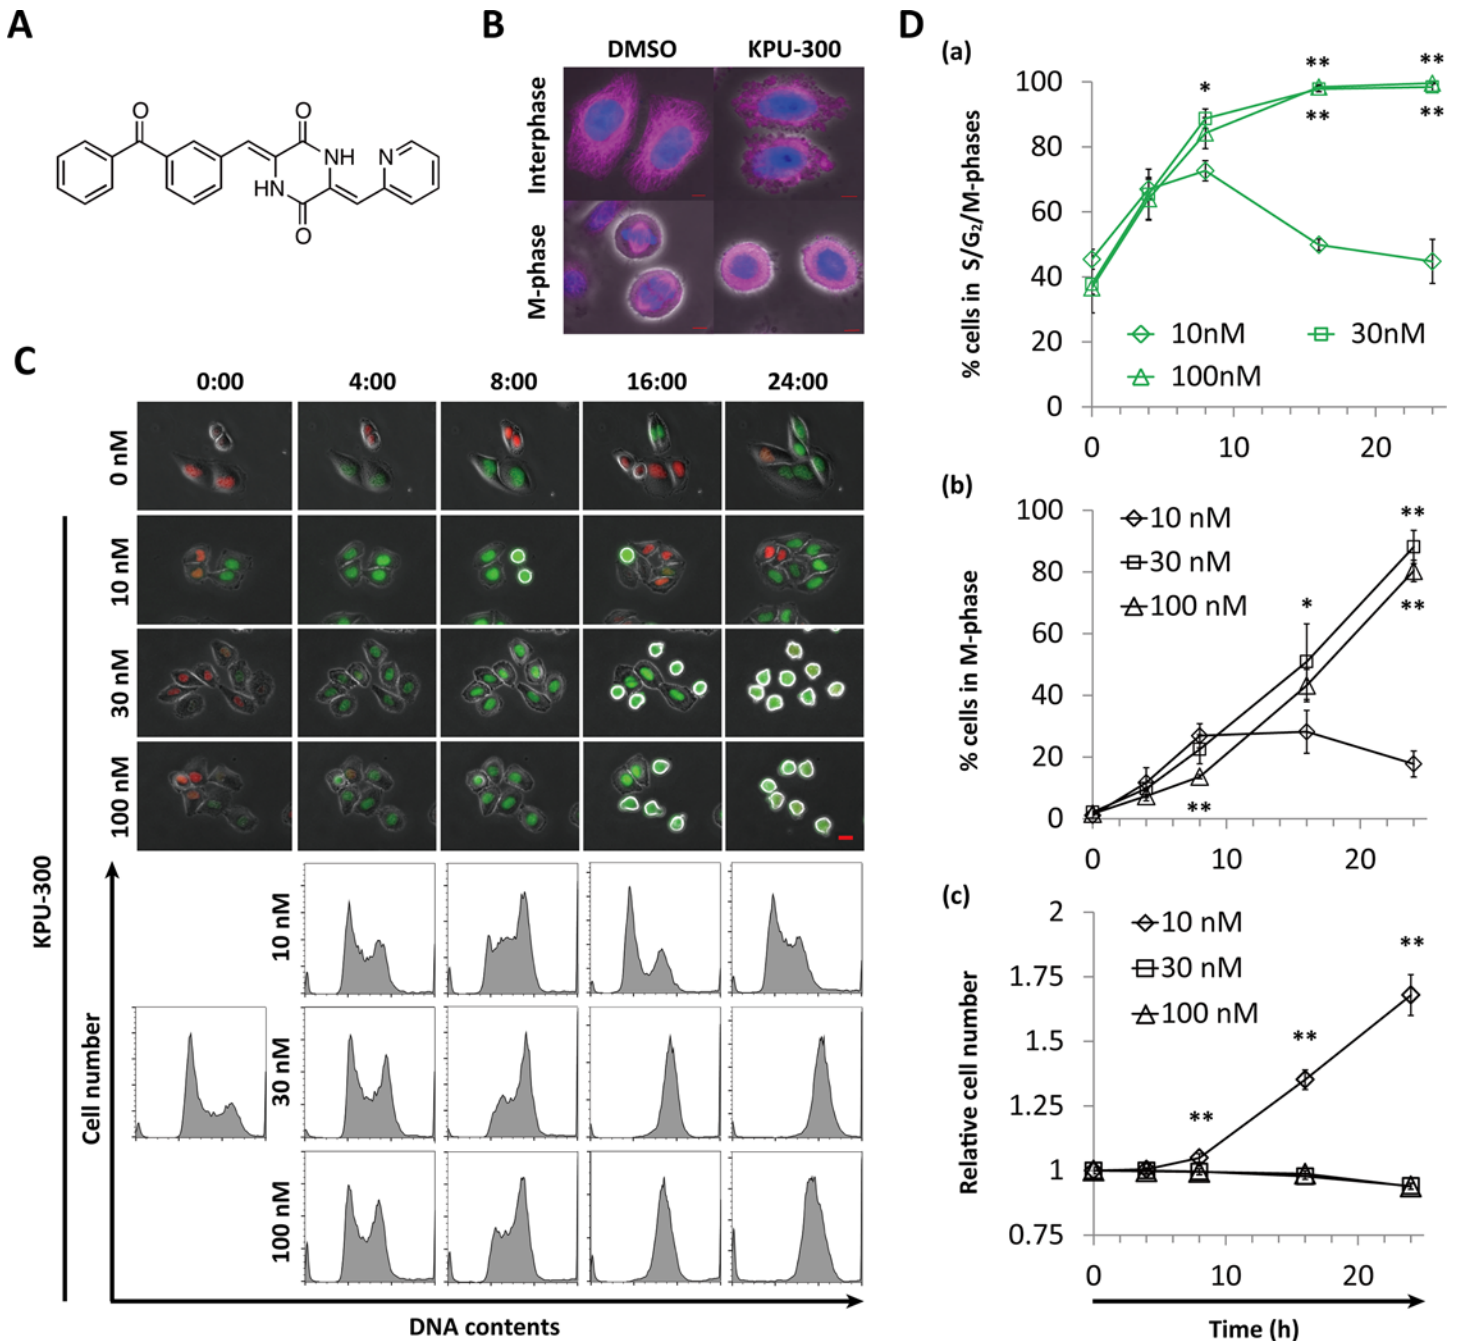 A
O
O
NH
N
HN
O
B
DMSO
KPU-300
Interphase
M-phase
C
0:00
4:00
8:00
16:00
24:00
0 nM
10 nM
30 nM
100 nM
KPU-300
Cell number
10 nM
30 nM
100 nM
DNA contents
D
(a)
% cells in S/G2/M-phases
100
80
60
40
20
0
*
**
**
**
**
10nM
30nM
100nM
0
10
20
(b)
% cells in M-phase
100
80
60
40
20
0
10 nM
30 nM
100 nM
**
*
**
**
0
10
20
(c)
Relative cell number
2
1.75
1.5
1.25
1
0.75
10 nM
30 nM
100 nM
**
**
**
0
10
20
Time (h)